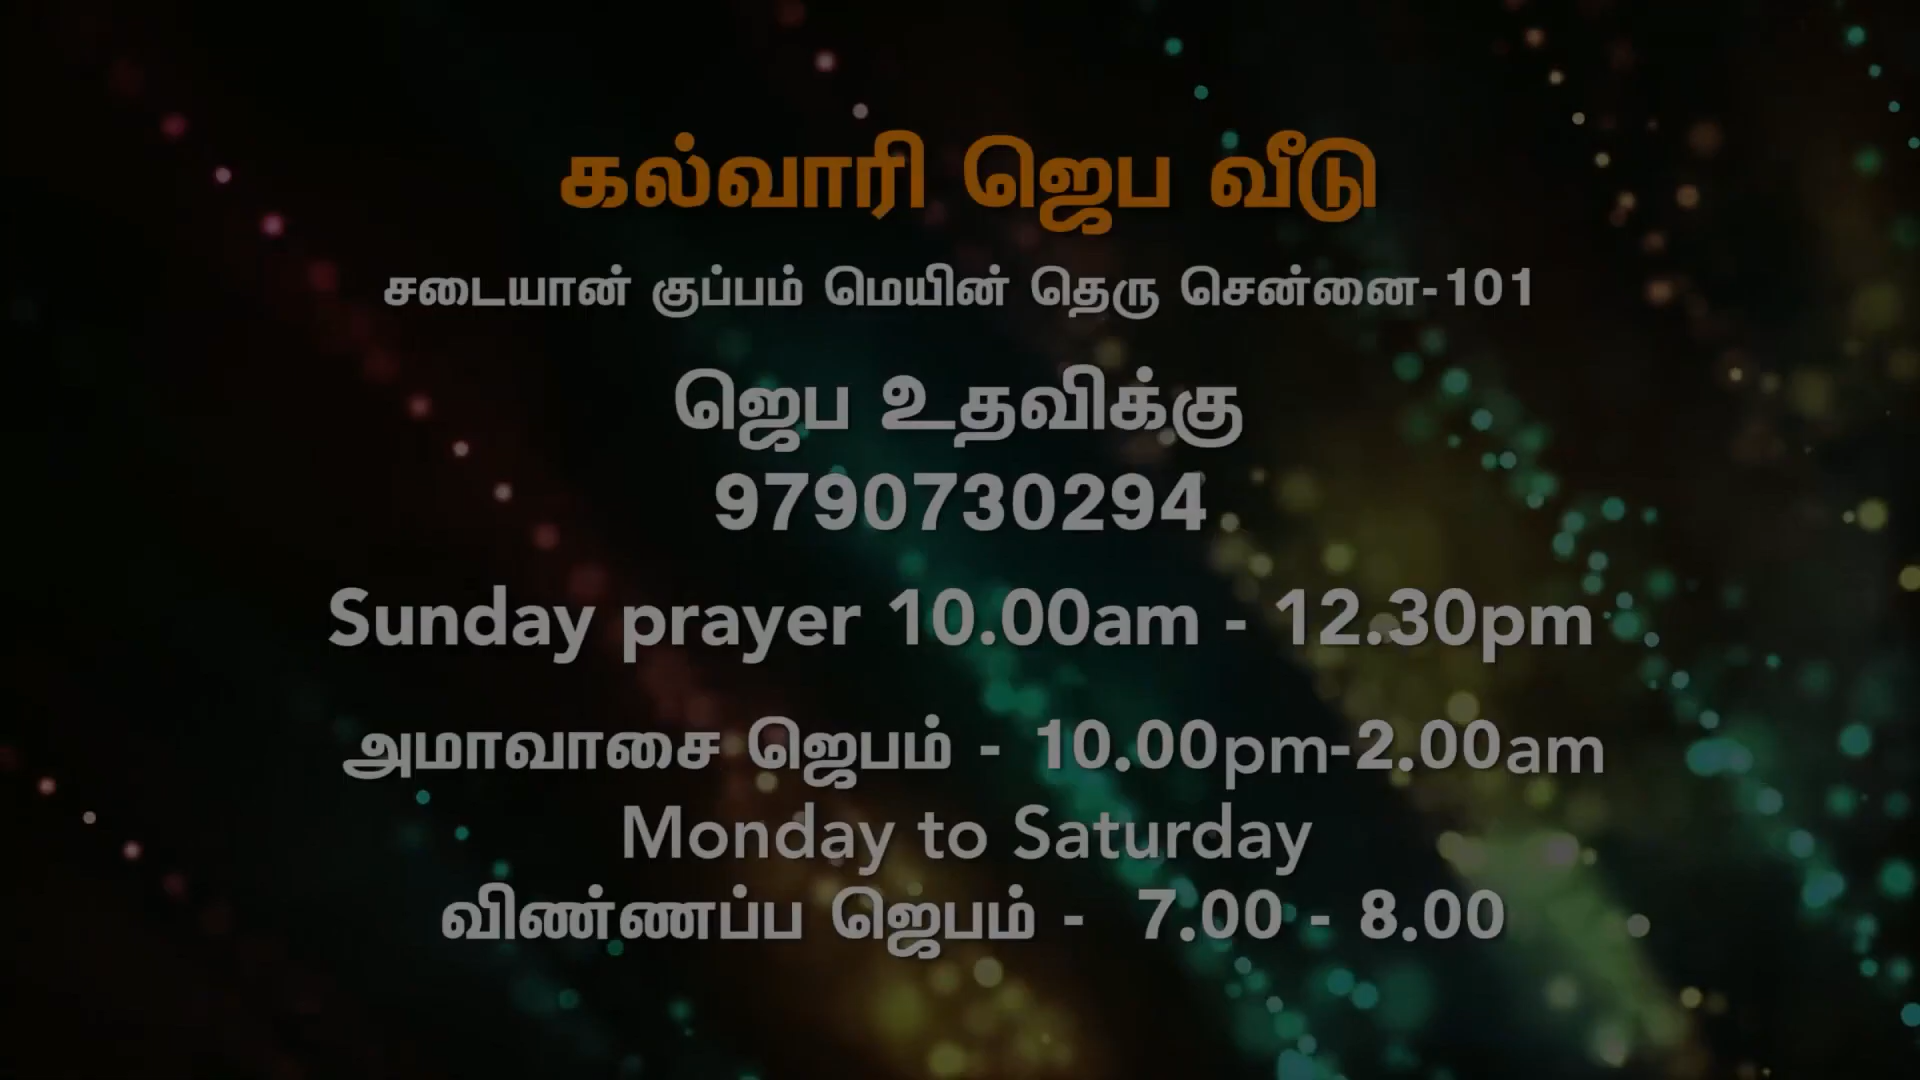 கல்வாரி ஜெப வீடு
சடையான் குப்பம் மெயின் தெரு சென்னை-101
ஜெப உதவிக்கு
9790730294
Sunday prayer 10.00am - 12.30pm
அமாவாசை ஜெபம் - 10.00pm-2.00am
Monday to Saturday
விண்ணப்ப ஜெபம் - 7.00 - 8.00